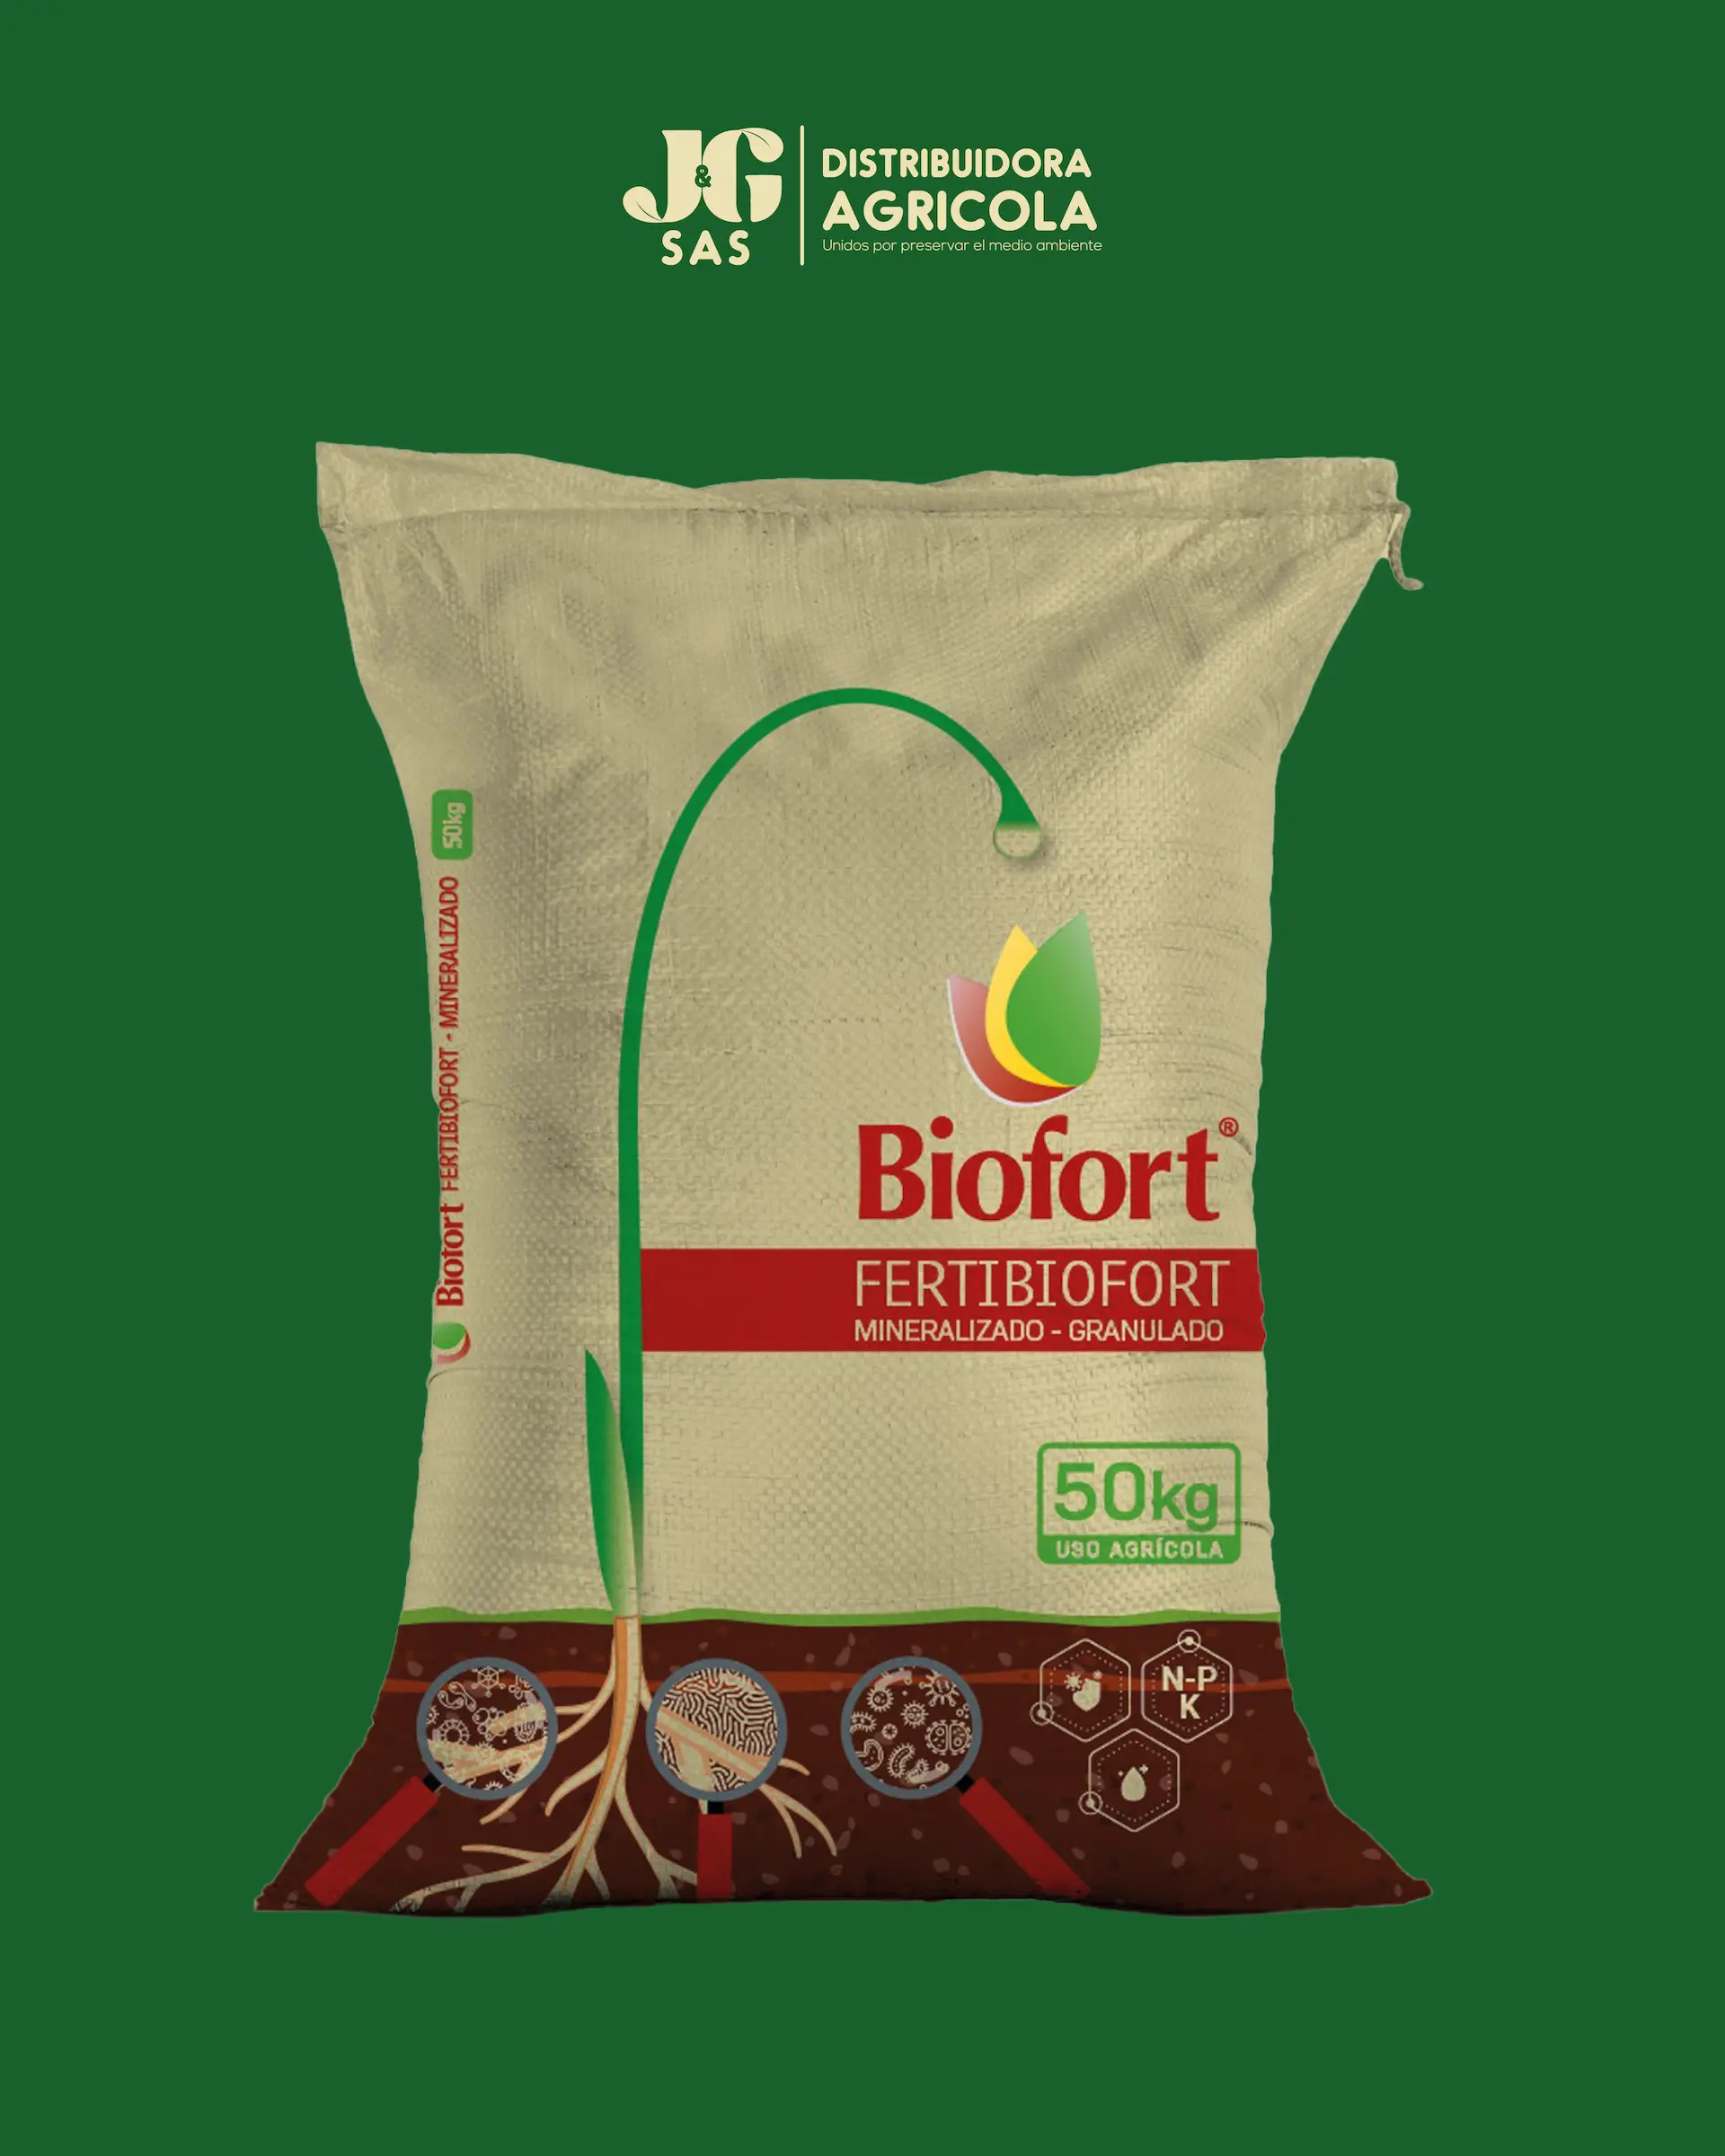 J&G
SAS
DISTRIBUIDORA
AGRICOLA
Unidos por preservar el medio ambiente
50kg
Biofort FERTIBIOFORT - MINERALIZADO
Biofort®
FERTIBIOFORT
MINERALIZADO - GRANULADO
50kg
USO AGRÍCOLA
N-P
K